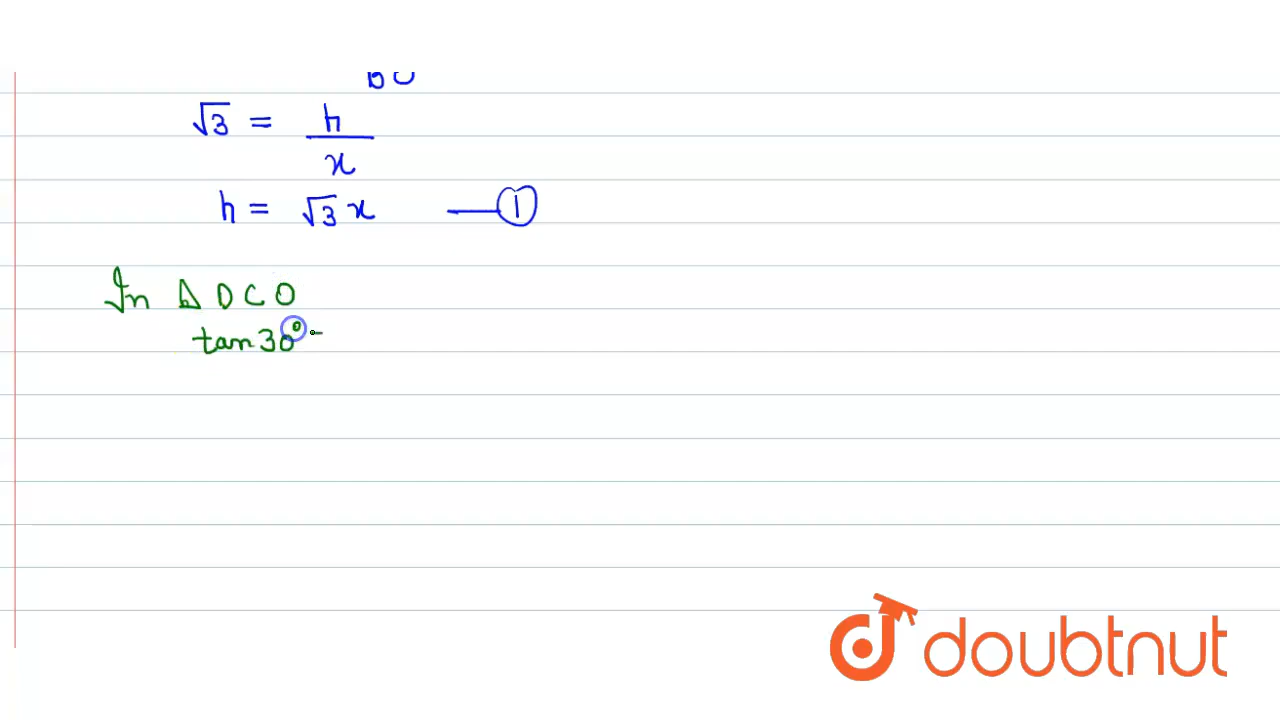 √3 = h
x
h = √3 x —①
In Δ DCO
tan 30° -
doubtnut